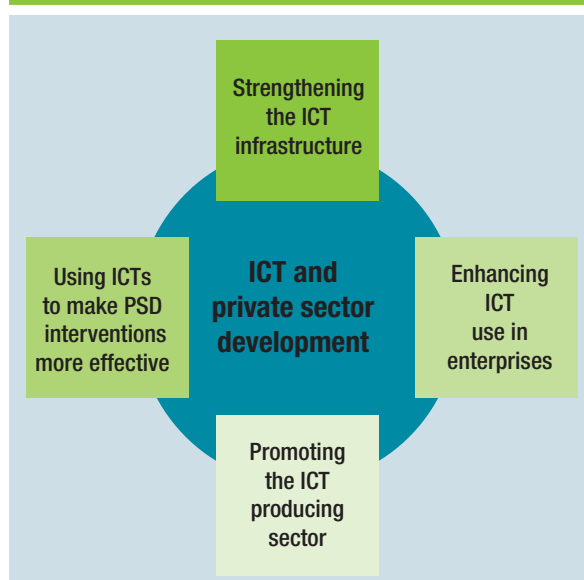 Strengthening
the ICT
infrastructure
Using ICTs
to make PSD
interventions
more effective
ICT and
private sector
development
Enhancing
ICT
use in
enterprises
Promoting
the ICT
producing
sector